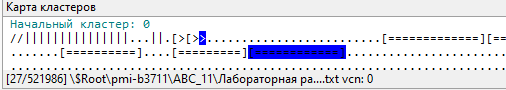 Карта кластеров
Начальный кластер: 0
//||||||||||||||||...||.[>[>>..........................[=============][==
.......[==========]....[=========][............]........................
[27/521986] \$Root\pmi-b3711\ABC_11\Лабораторная ра....txt vcn: 0